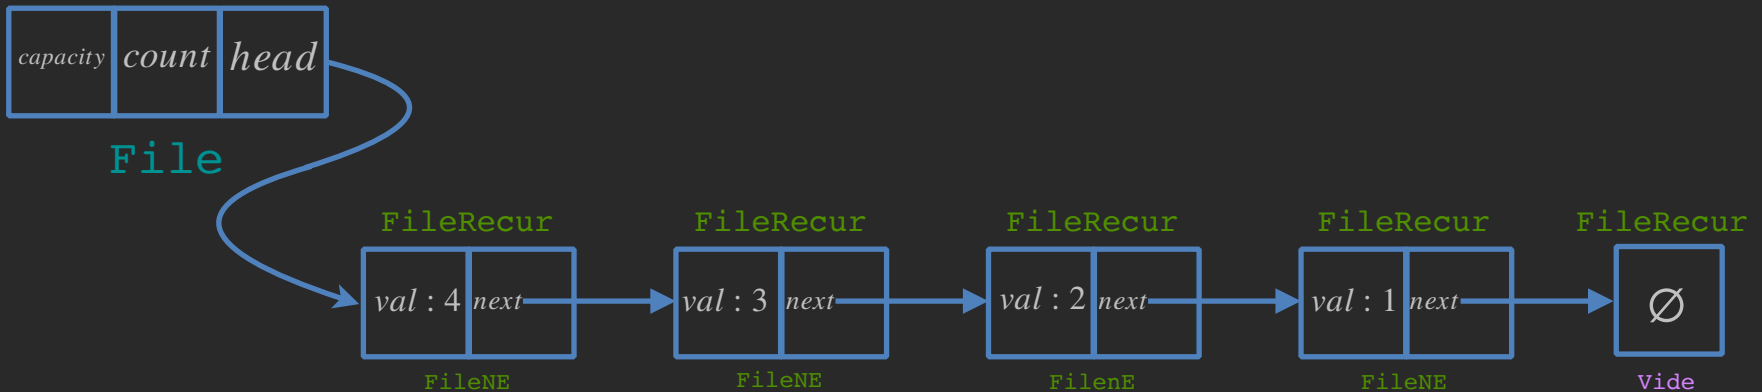 capacity count head
File
FileRecur FileRecur FileRecur FileRecur FileRecur
val : 4 next val : 3 next val : 2 next val : 1 next ∅
FileNE FileNE FilenE FileNE Vide